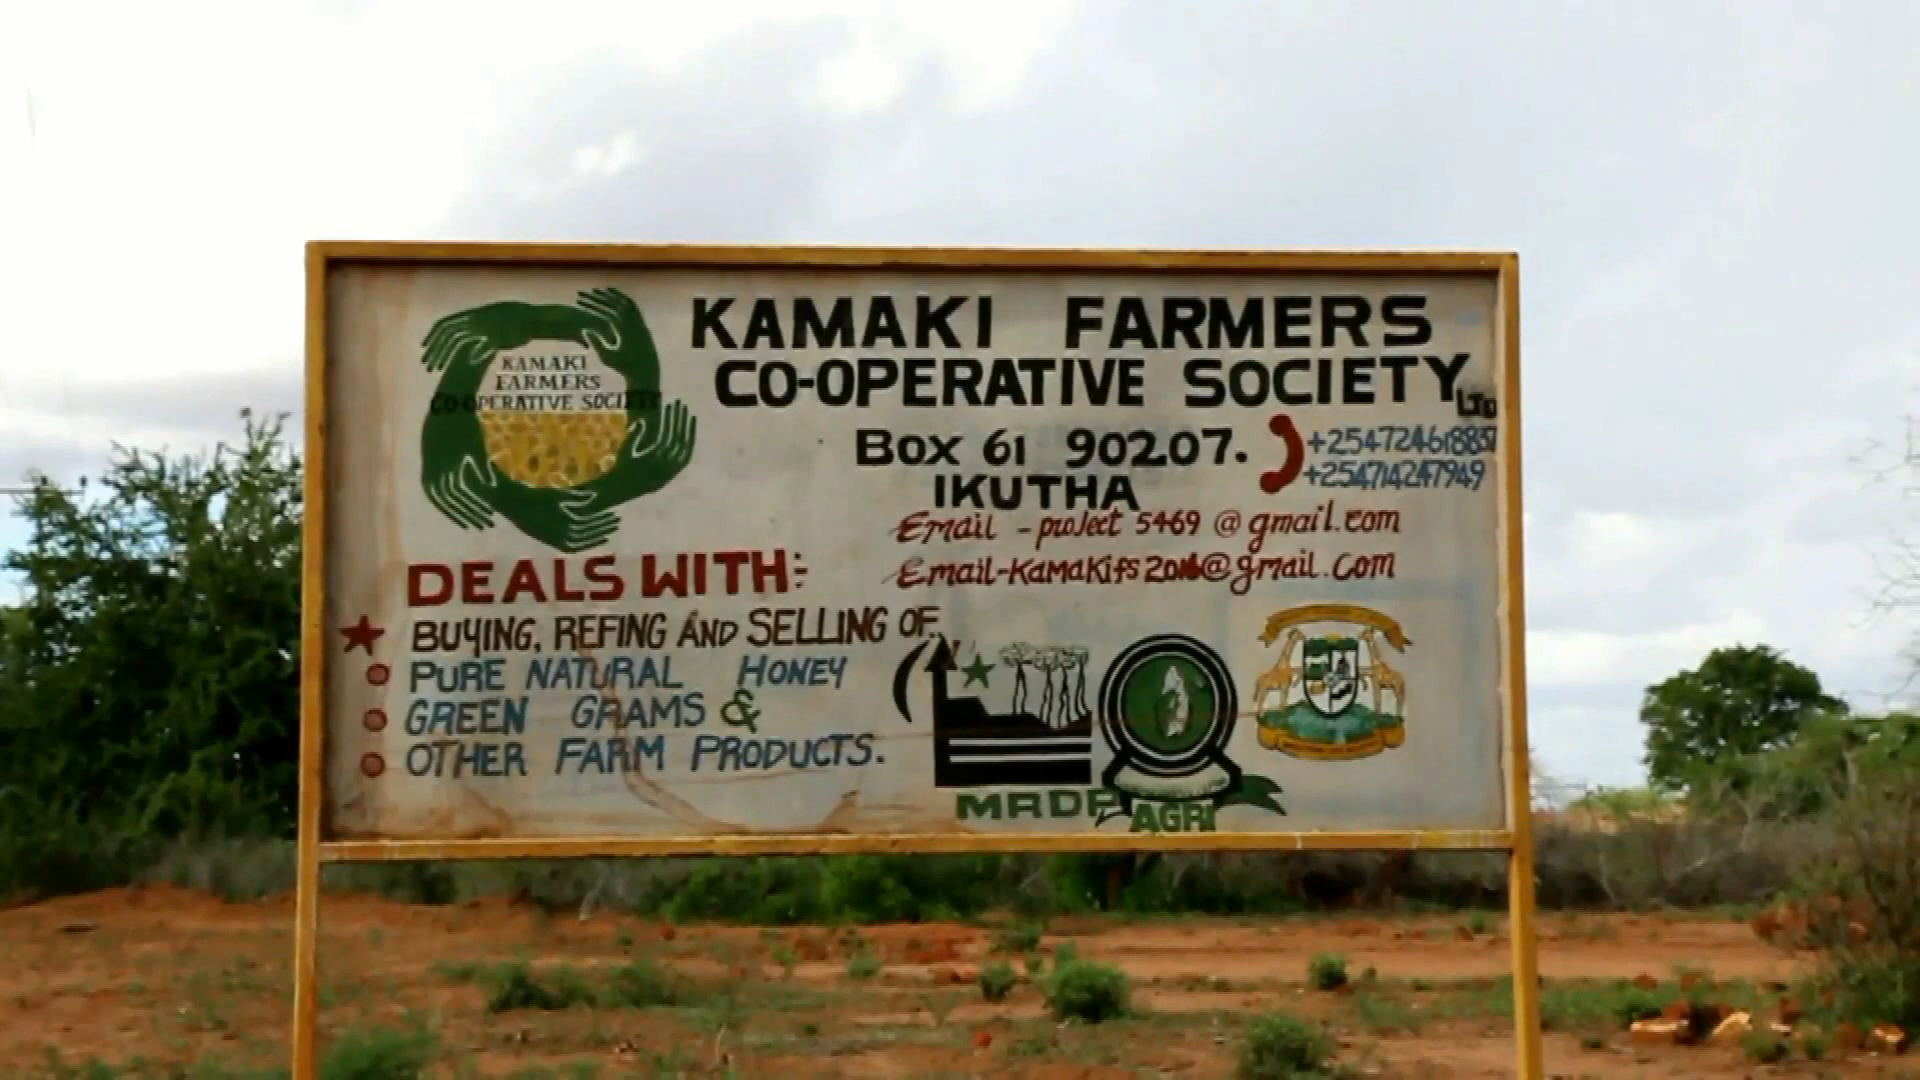 KAMAKI FARMERS
CO-OPERATIVE SOCIETY LTD
KAMAKI
FARMERS
CO-OPERATIVE SOCIETY
Box 61 90207.
IKUTHA
+254724618837
+254714247949
Email - project 5469 @ gmail.com
Email-KamaKifs2016@gmail.com
DEALS WITH:
BUYING, REFING AND SELLING OF..
PURE NATURAL HONEY
GREEN GRAMS &
OTHER FARM PRODUCTS.
MRDP
AGRI